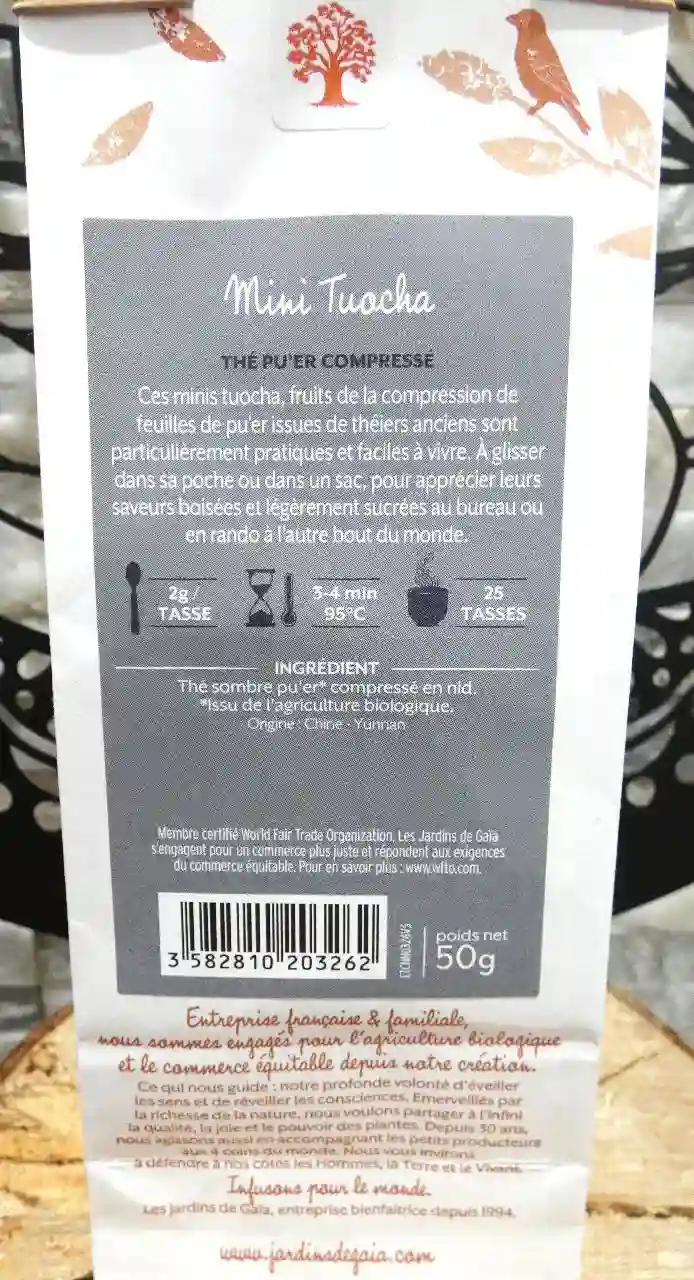 Mini Tuocha
THÉ PU'ER COMPRESSÉ
Ces minis tuocha, fruits de la compression de
feuilles de pu'er issues de théiers anciens sont
particulièrement pratiques et faciles à vivre. À glisser
dans sa poche ou dans un sac, pour apprécier leurs
saveurs boisées et légèrement sucrées au bureau ou
en rando à l'autre bout du monde.
2g /
TASSE
3-4 min
95°C
25
TASSES
INGRÉDIENT
Thé sombre pu'er* compressé en nid.
*Issu de l'agriculture biologique.
Origine : Chine - Yunnan
Membre certifié World Fair Trade Organization, Les Jardins de Gaïa
s'engagent pour un commerce plus juste et répondent aux exigences
du commerce équitable. Pour en savoir plus : www.wfto.com.
3 582810 203262
poids net
50g
Entreprise française & familiale,
nous sommes engagés pour l'agriculture biologique
et le commerce équitable depuis notre création.
Ce qui nous guide : notre profonde volonté d'éveiller
les sens et de réveiller les consciences. Émerveillés par
la richesse de la nature, nous voulons partager à l'infini
la qualité, la joie et le pouvoir des plantes. Depuis 30 ans,
nous agissons aussi en accompagnant les petits producteurs
aux 4 coins du monde. Nous vous invitons
à défendre à nos côtés les Hommes, la Terre et le Vivant.
Infusons pour le monde.
Les Jardins de Gaïa, entreprise bienfaitrice depuis 1994.
www.jardinsdegaia.com